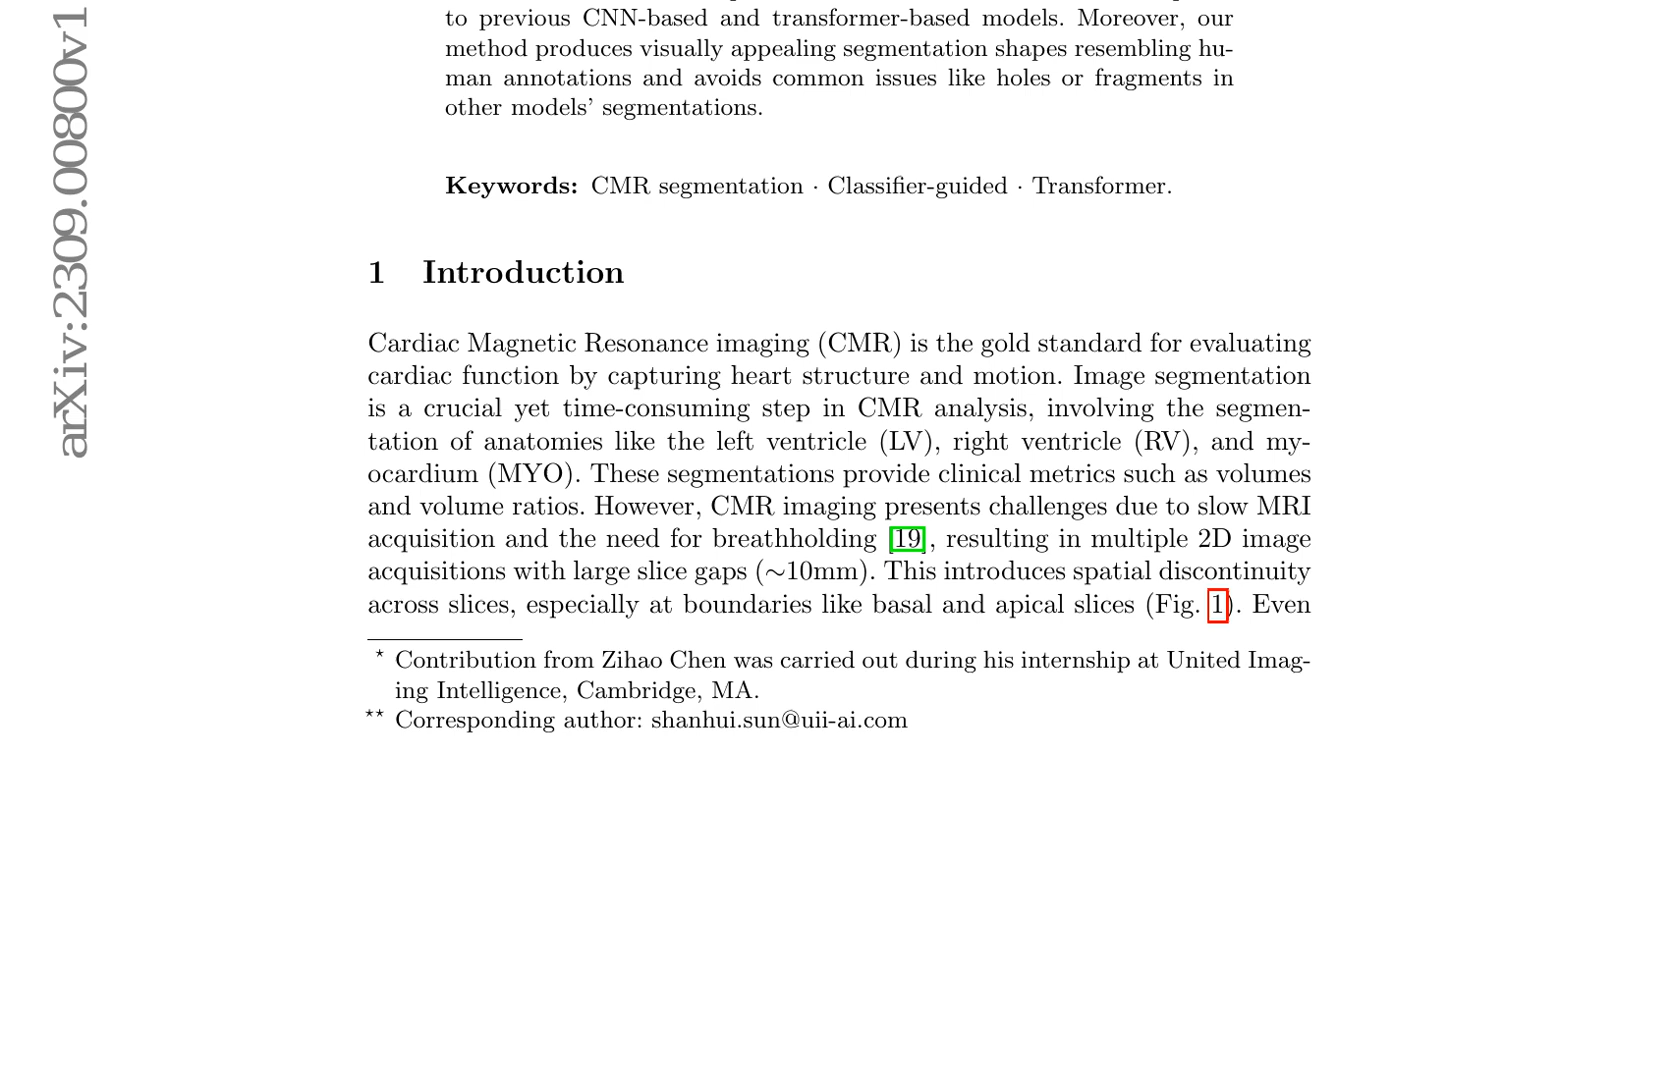 to previous CNN-based and transformer-based models. Moreover, our
method produces visually appealing segmentation shapes resembling hu-
man annotations and avoids common issues like holes or fragments in
other models' segmentations.
Keywords: CMR segmentation · Classifier-guided · Transformer.
1 Introduction
Cardiac Magnetic Resonance imaging (CMR) is the gold standard for evaluating
cardiac function by capturing heart structure and motion. Image segmentation
is a crucial yet time-consuming step in CMR analysis, involving the segmen-
tation of anatomies like the left ventricle (LV), right ventricle (RV), and my-
ocardium (MYO). These segmentations provide clinical metrics such as volumes
and volume ratios. However, CMR imaging presents challenges due to slow MRI
acquisition and the need for breathholding [19], resulting in multiple 2D image
acquisitions with large slice gaps (~10mm). This introduces spatial discontinuity
across slices, especially at boundaries like basal and apical slices (Fig. 1). Even
⋆ Contribution from Zihao Chen was carried out during his internship at United Imag-
ing Intelligence, Cambridge, MA.
⋆⋆ Corresponding author: shanhui.sun@uii-ai.com
arXiv:2309.00800v1